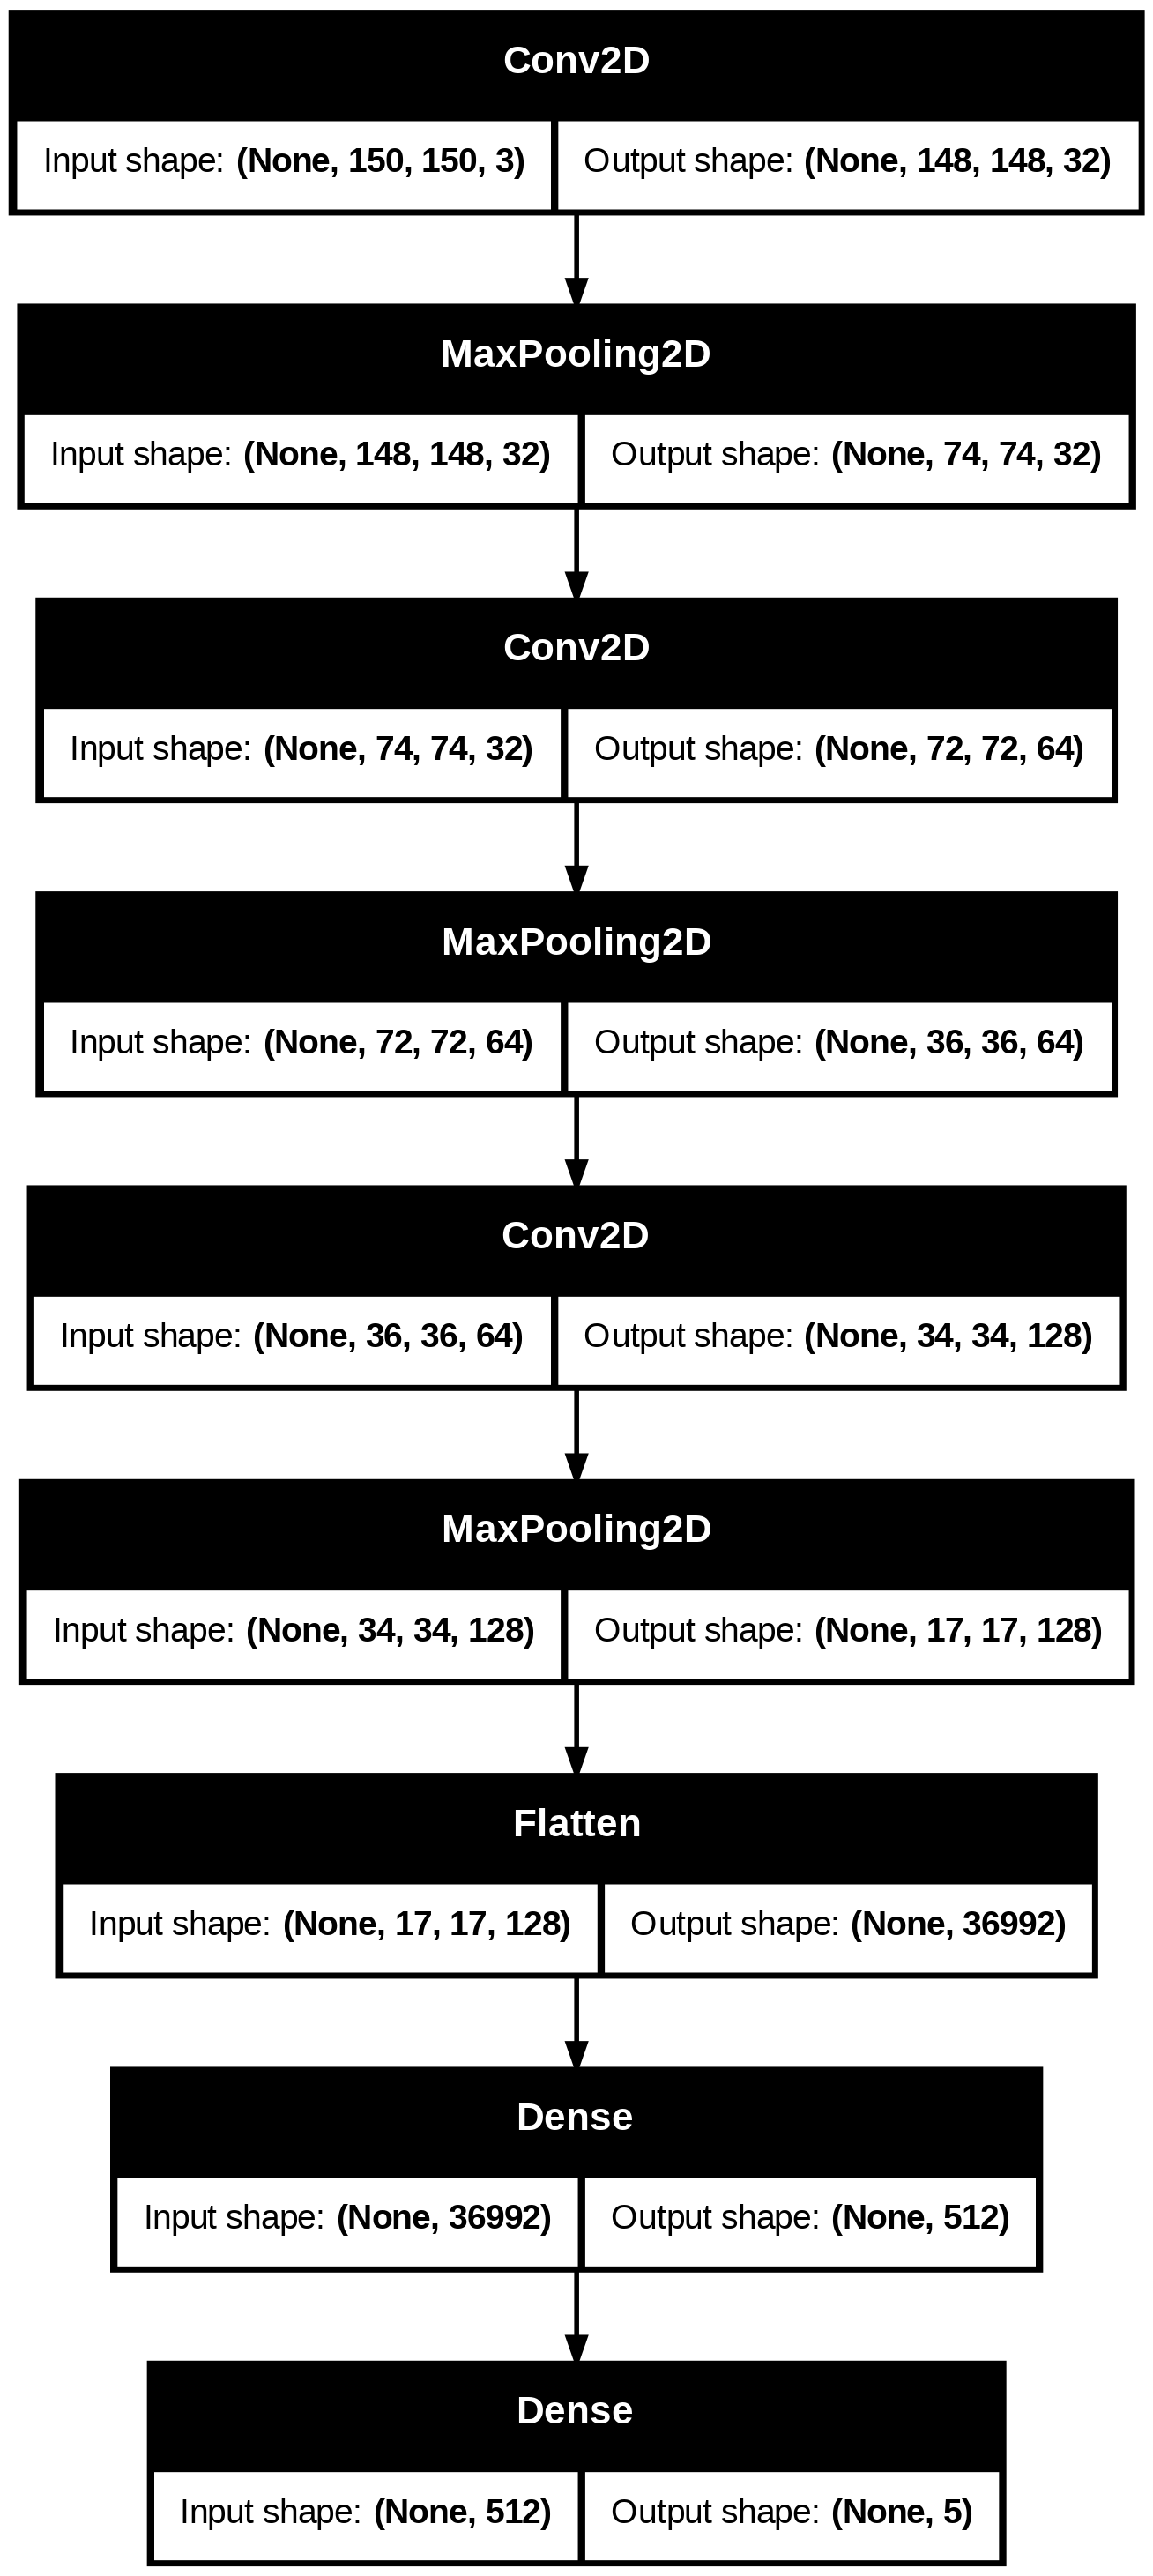 Conv2D
Input shape: (None, 150, 150, 3) Output shape: (None, 148, 148, 32)
MaxPooling2D
Input shape: (None, 148, 148, 32) Output shape: (None, 74, 74, 32)
Conv2D
Input shape: (None, 74, 74, 32) Output shape: (None, 72, 72, 64)
MaxPooling2D
Input shape: (None, 72, 72, 64) Output shape: (None, 36, 36, 64)
Conv2D
Input shape: (None, 36, 36, 64) Output shape: (None, 34, 34, 128)
MaxPooling2D
Input shape: (None, 34, 34, 128) Output shape: (None, 17, 17, 128)
Flatten
Input shape: (None, 17, 17, 128) Output shape: (None, 36992)
Dense
Input shape: (None, 36992) Output shape: (None, 512)
Dense
Input shape: (None, 512) Output shape: (None, 5)